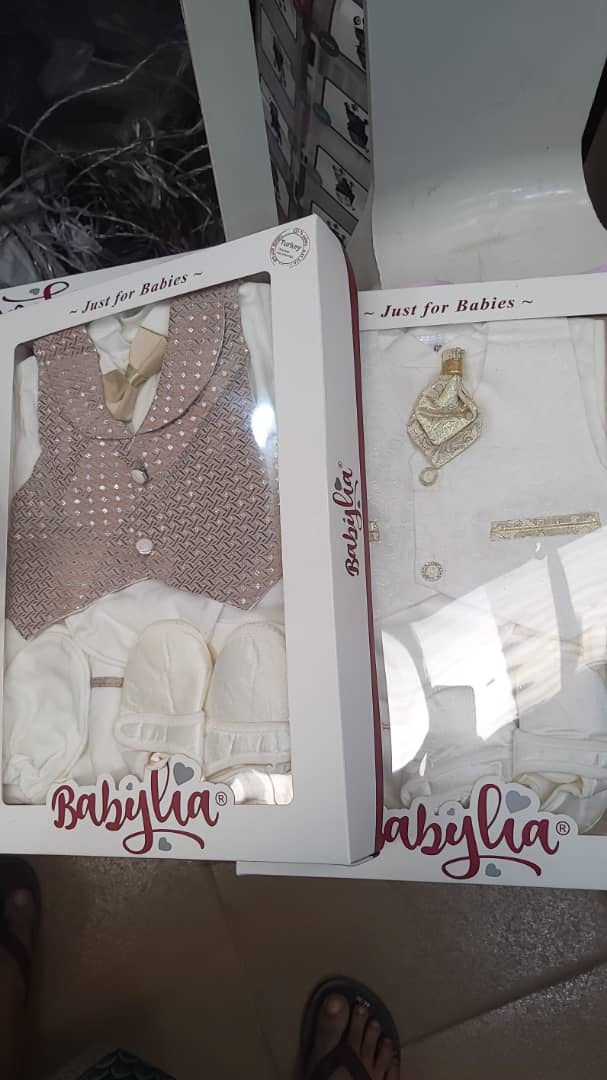 ~ Just for Babies ~
Turkey
Babylia
Babylia®
~ Just for Babies ~
abylia®